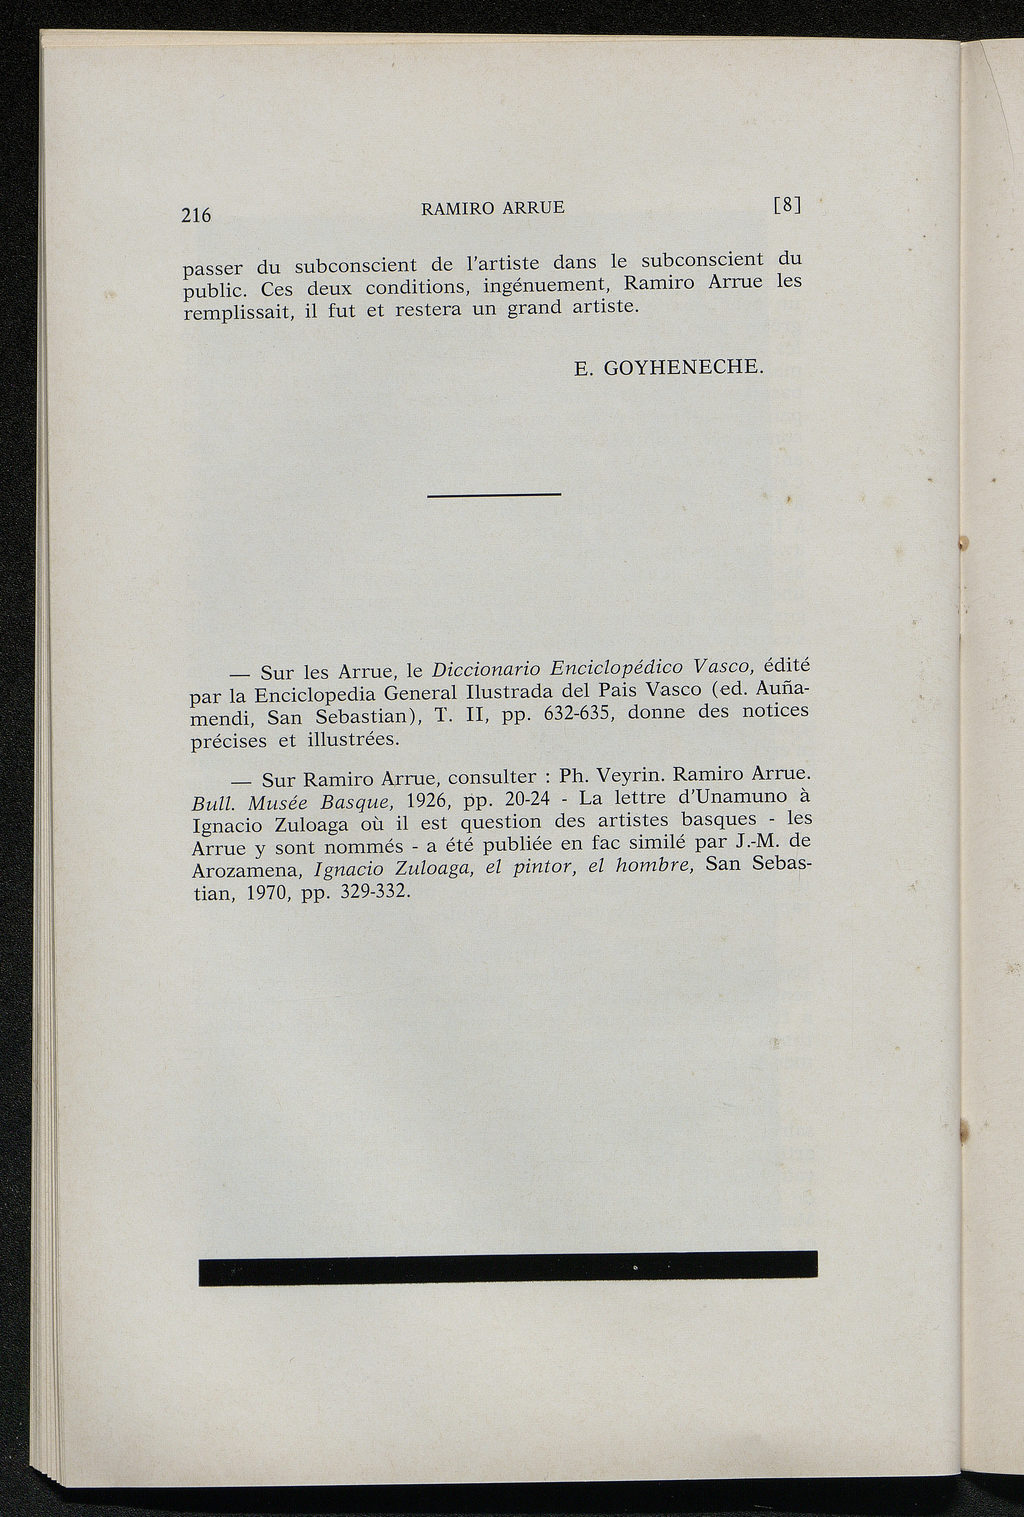 216 RAMIRO ARRUE [8]
passer du subconscient de l'artiste dans le subconscient du
public. Ces deux conditions, ingénuement, Ramiro Arrue les
remplissait, il fut et restera un grand artiste.
E. GOYHENECHE.
— Sur les Arrue, le Diccionario Enciclopédico Vasco, édité
par la Enciclopedia General Ilustrada del Pais Vasco (ed. Auña-
mendi, San Sebastian), T. II, pp. 632-635, donne des notices
précises et illustrées.
— Sur Ramiro Arrue, consulter : Ph. Veyrin. Ramiro Arrue.
Bull. Musée Basque, 1926, pp. 20-24 - La lettre d'Unamuno à
Ignacio Zuloaga où il est question des artistes basques - les
Arrue y sont nommés - a été publiée en fac similé par J.-M. de
Arozamena, Ignacio Zuloaga, el pintor, el hombre, San Sebas-
tian, 1970, pp. 329-332.